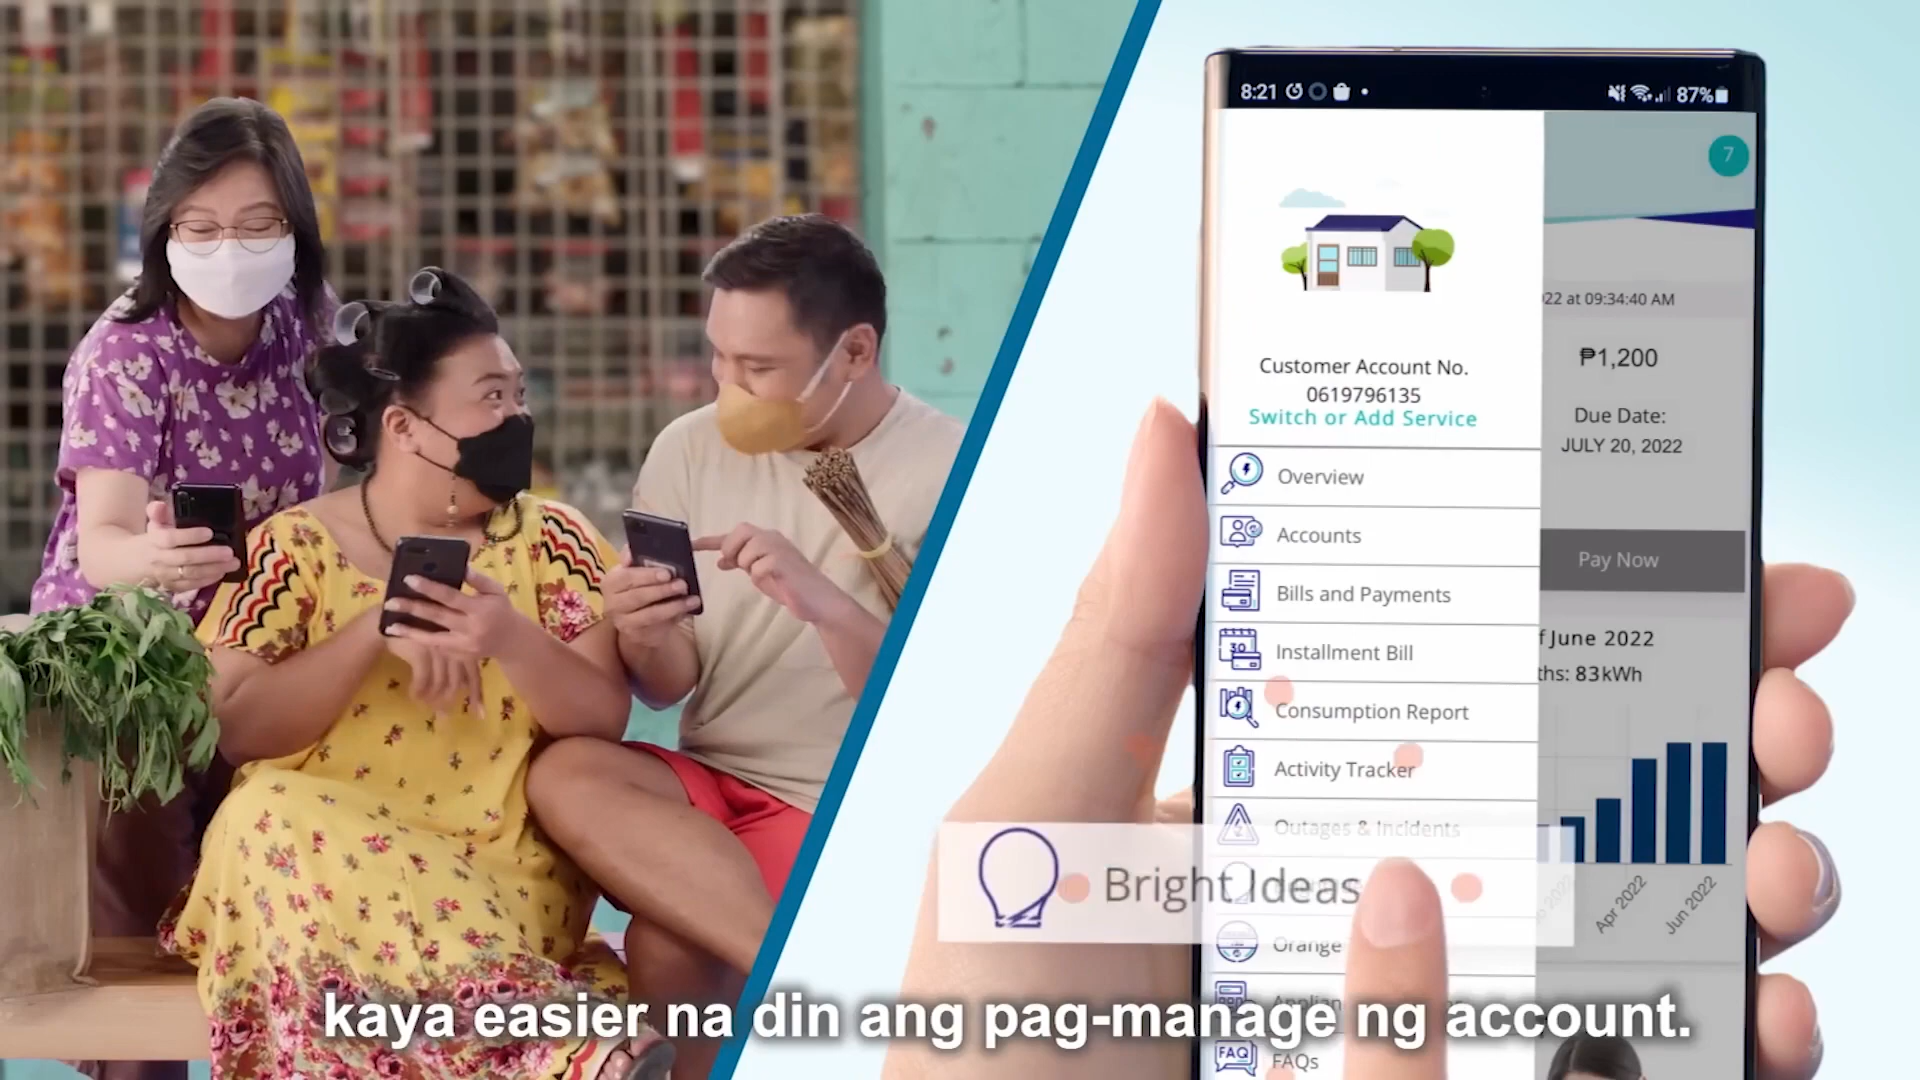 8:21
87%
7
22 at 09:34:40 AM
₱1,200
Due Date:
JULY 20, 2022
Pay Now
f June 2022
ths: 83kWh
Apr 2022
Jun 2022
Customer Account No.
0619796135
Switch or Add Service
Overview
Accounts
Bills and Payments
30
Installment Bill
Consumption Report
Activity Tracker
Outages & Incidents
Bright Ideas
Orange
FAQ
FAQs
kaya easier na din ang pag-manage ng account.